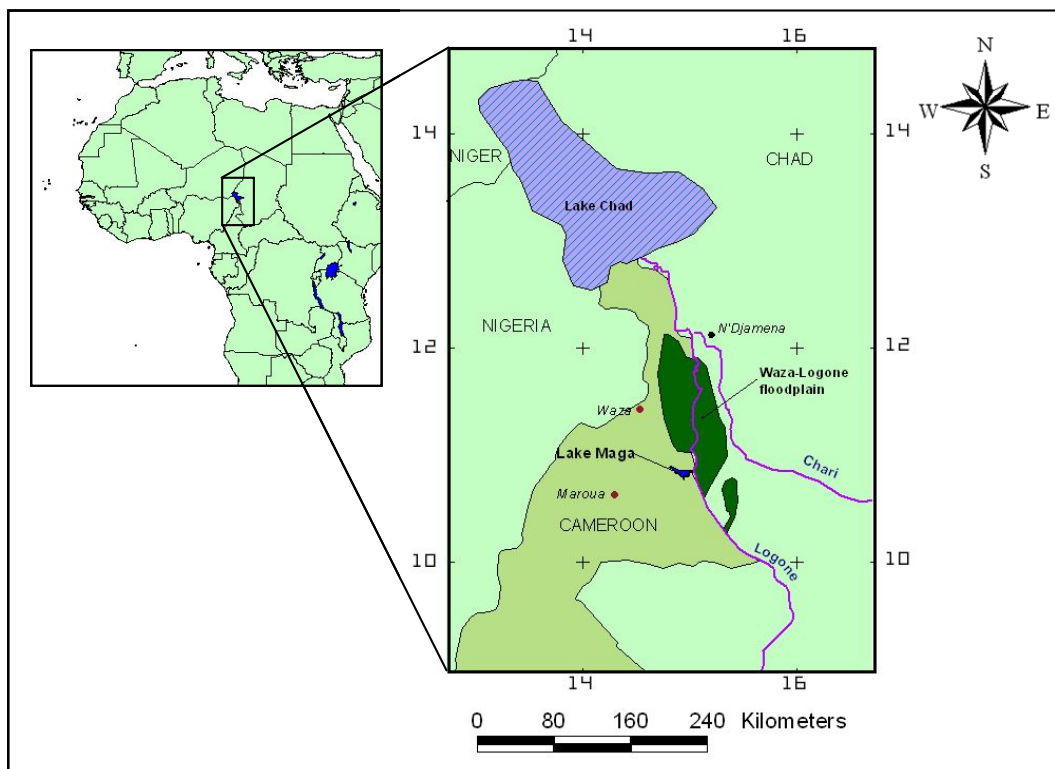 14 16
N
W E
S
14 14
NIGER
CHAD
Lake Chad
NIGERIA
N'Djamena
12 12
Waza-Logone
floodplain
Waza
Lake Maga
Chari
Maroua
CAMEROON
Logone
10 10
14 16
0 80 160 240 Kilometers